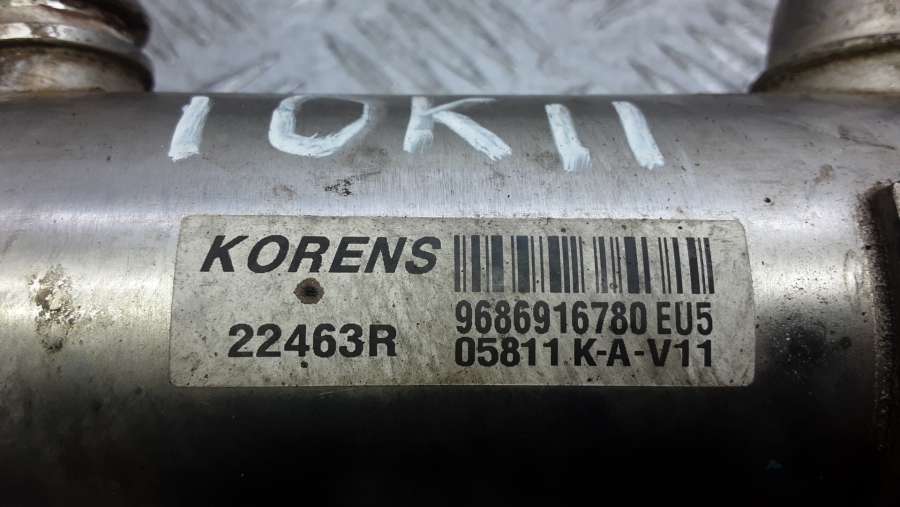 10K11
KORENS
22463R
9686916780 EU5
05811 K-A-V11